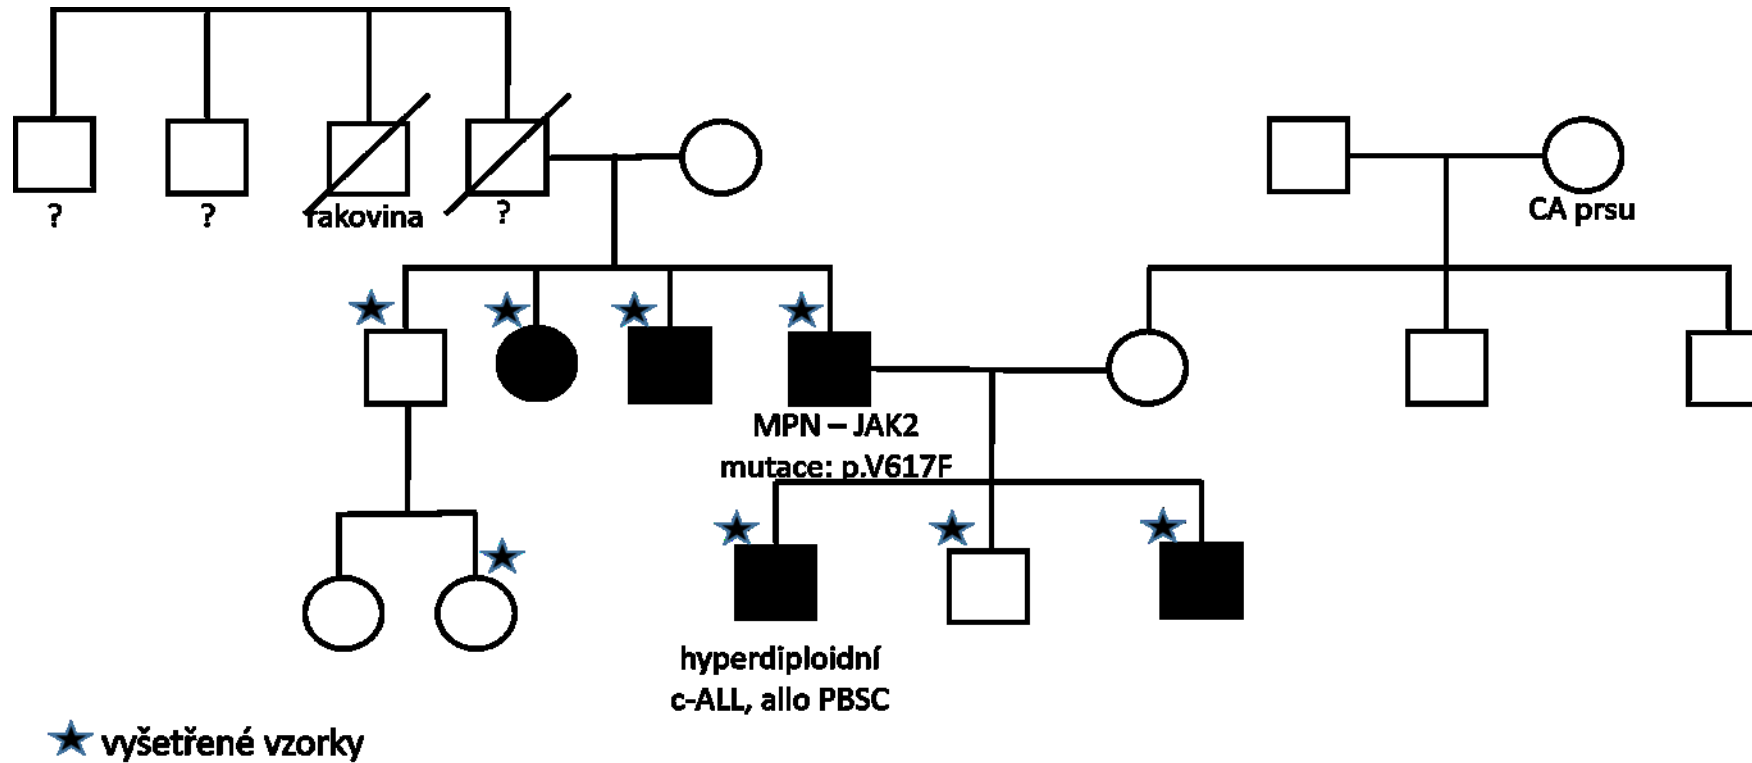 ?
?
rakovina
?
CA prsu
MPN – JAK2
mutace: p.V617F
hyperdiploidní
c-ALL, allo PBSC
vyšetřené vzorky